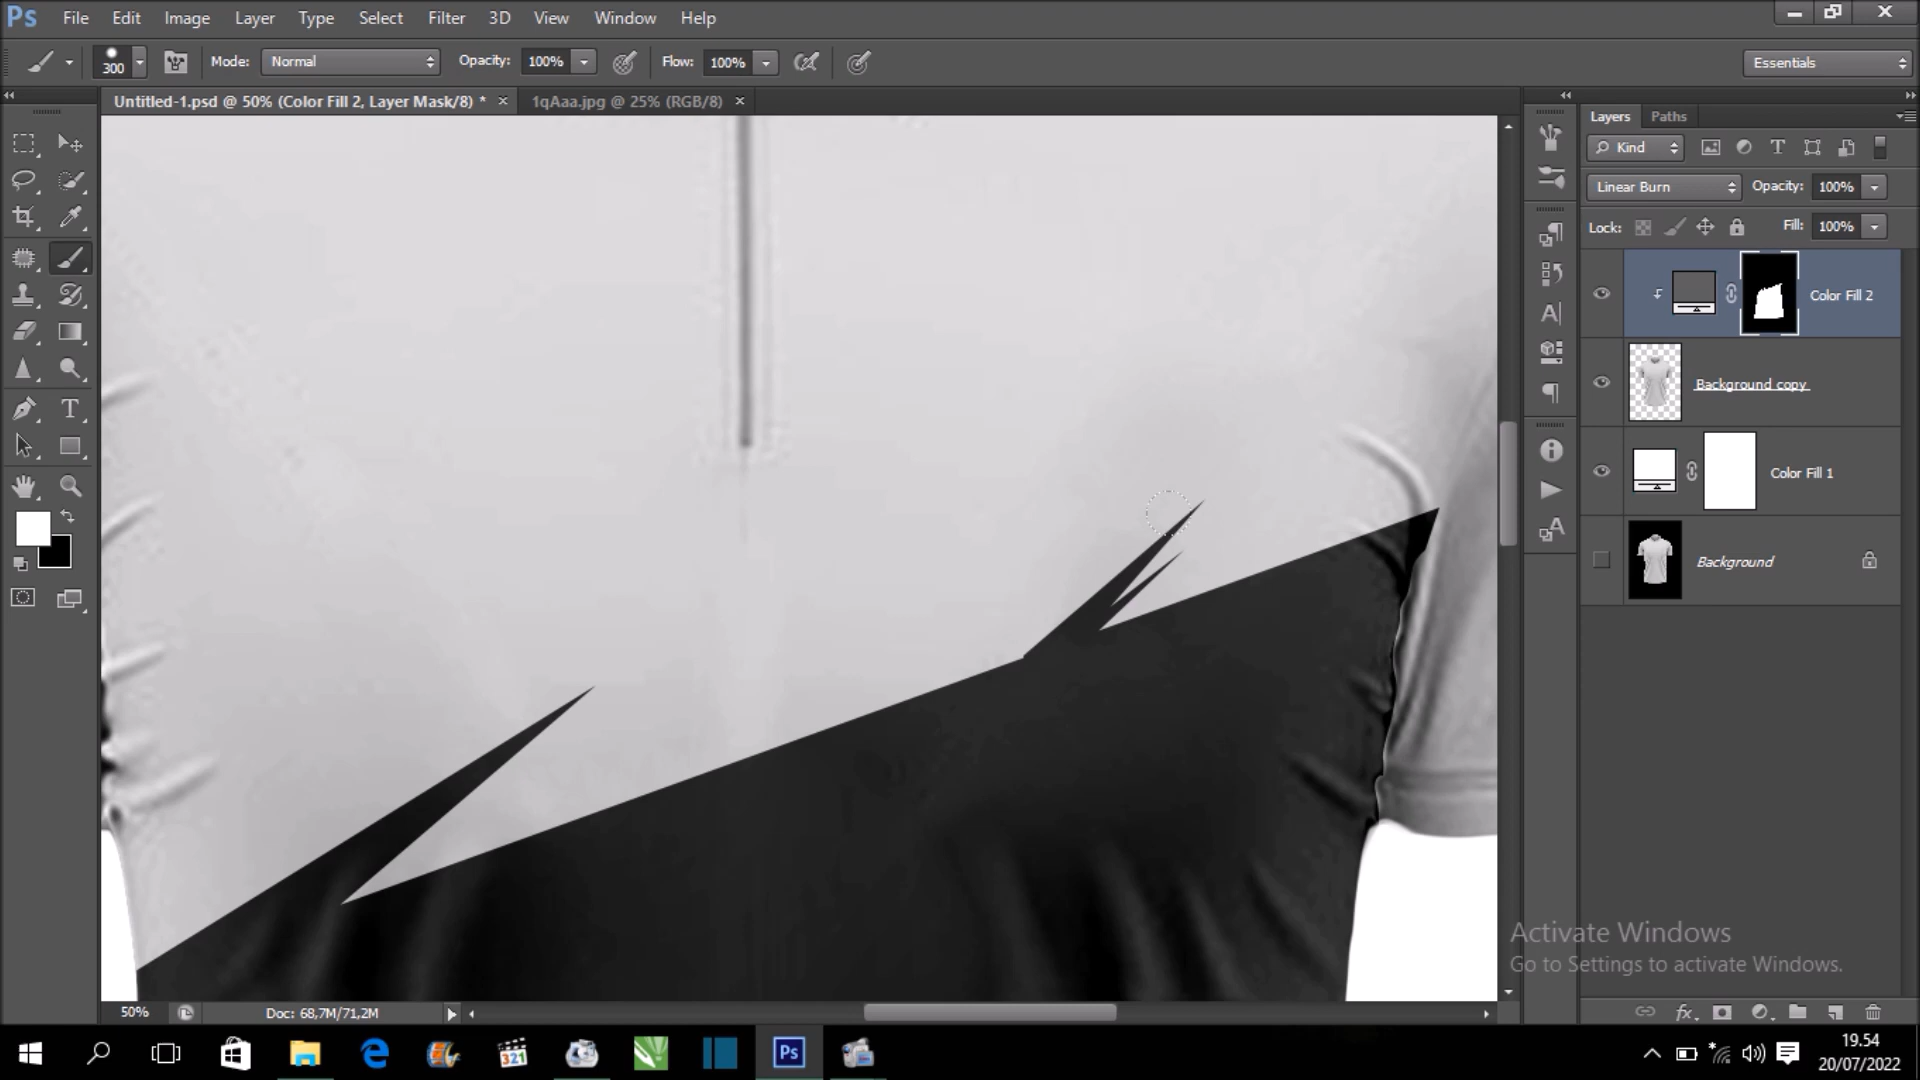 Ps File Edit Image Layer Type Select Filter 3D View Window Help
300 Mode: Normal Opacity: 100% Flow: 100% Essentials
Untitled-1.psd @ 50% (Color Fill 2, Layer Mask/8) * × 1qAaa.jpg @ 25% (RGB/8) ×
Layers Paths
Kind
Linear Burn Opacity: 100%
Lock: Fill: 100%
Color Fill 2
Background copy
Color Fill 1
Background
Activate Windows
Go to Settings to activate Windows.
50% Doc: 68,7M/71,2M
fx
321
Ps
19.54
20/07/2022